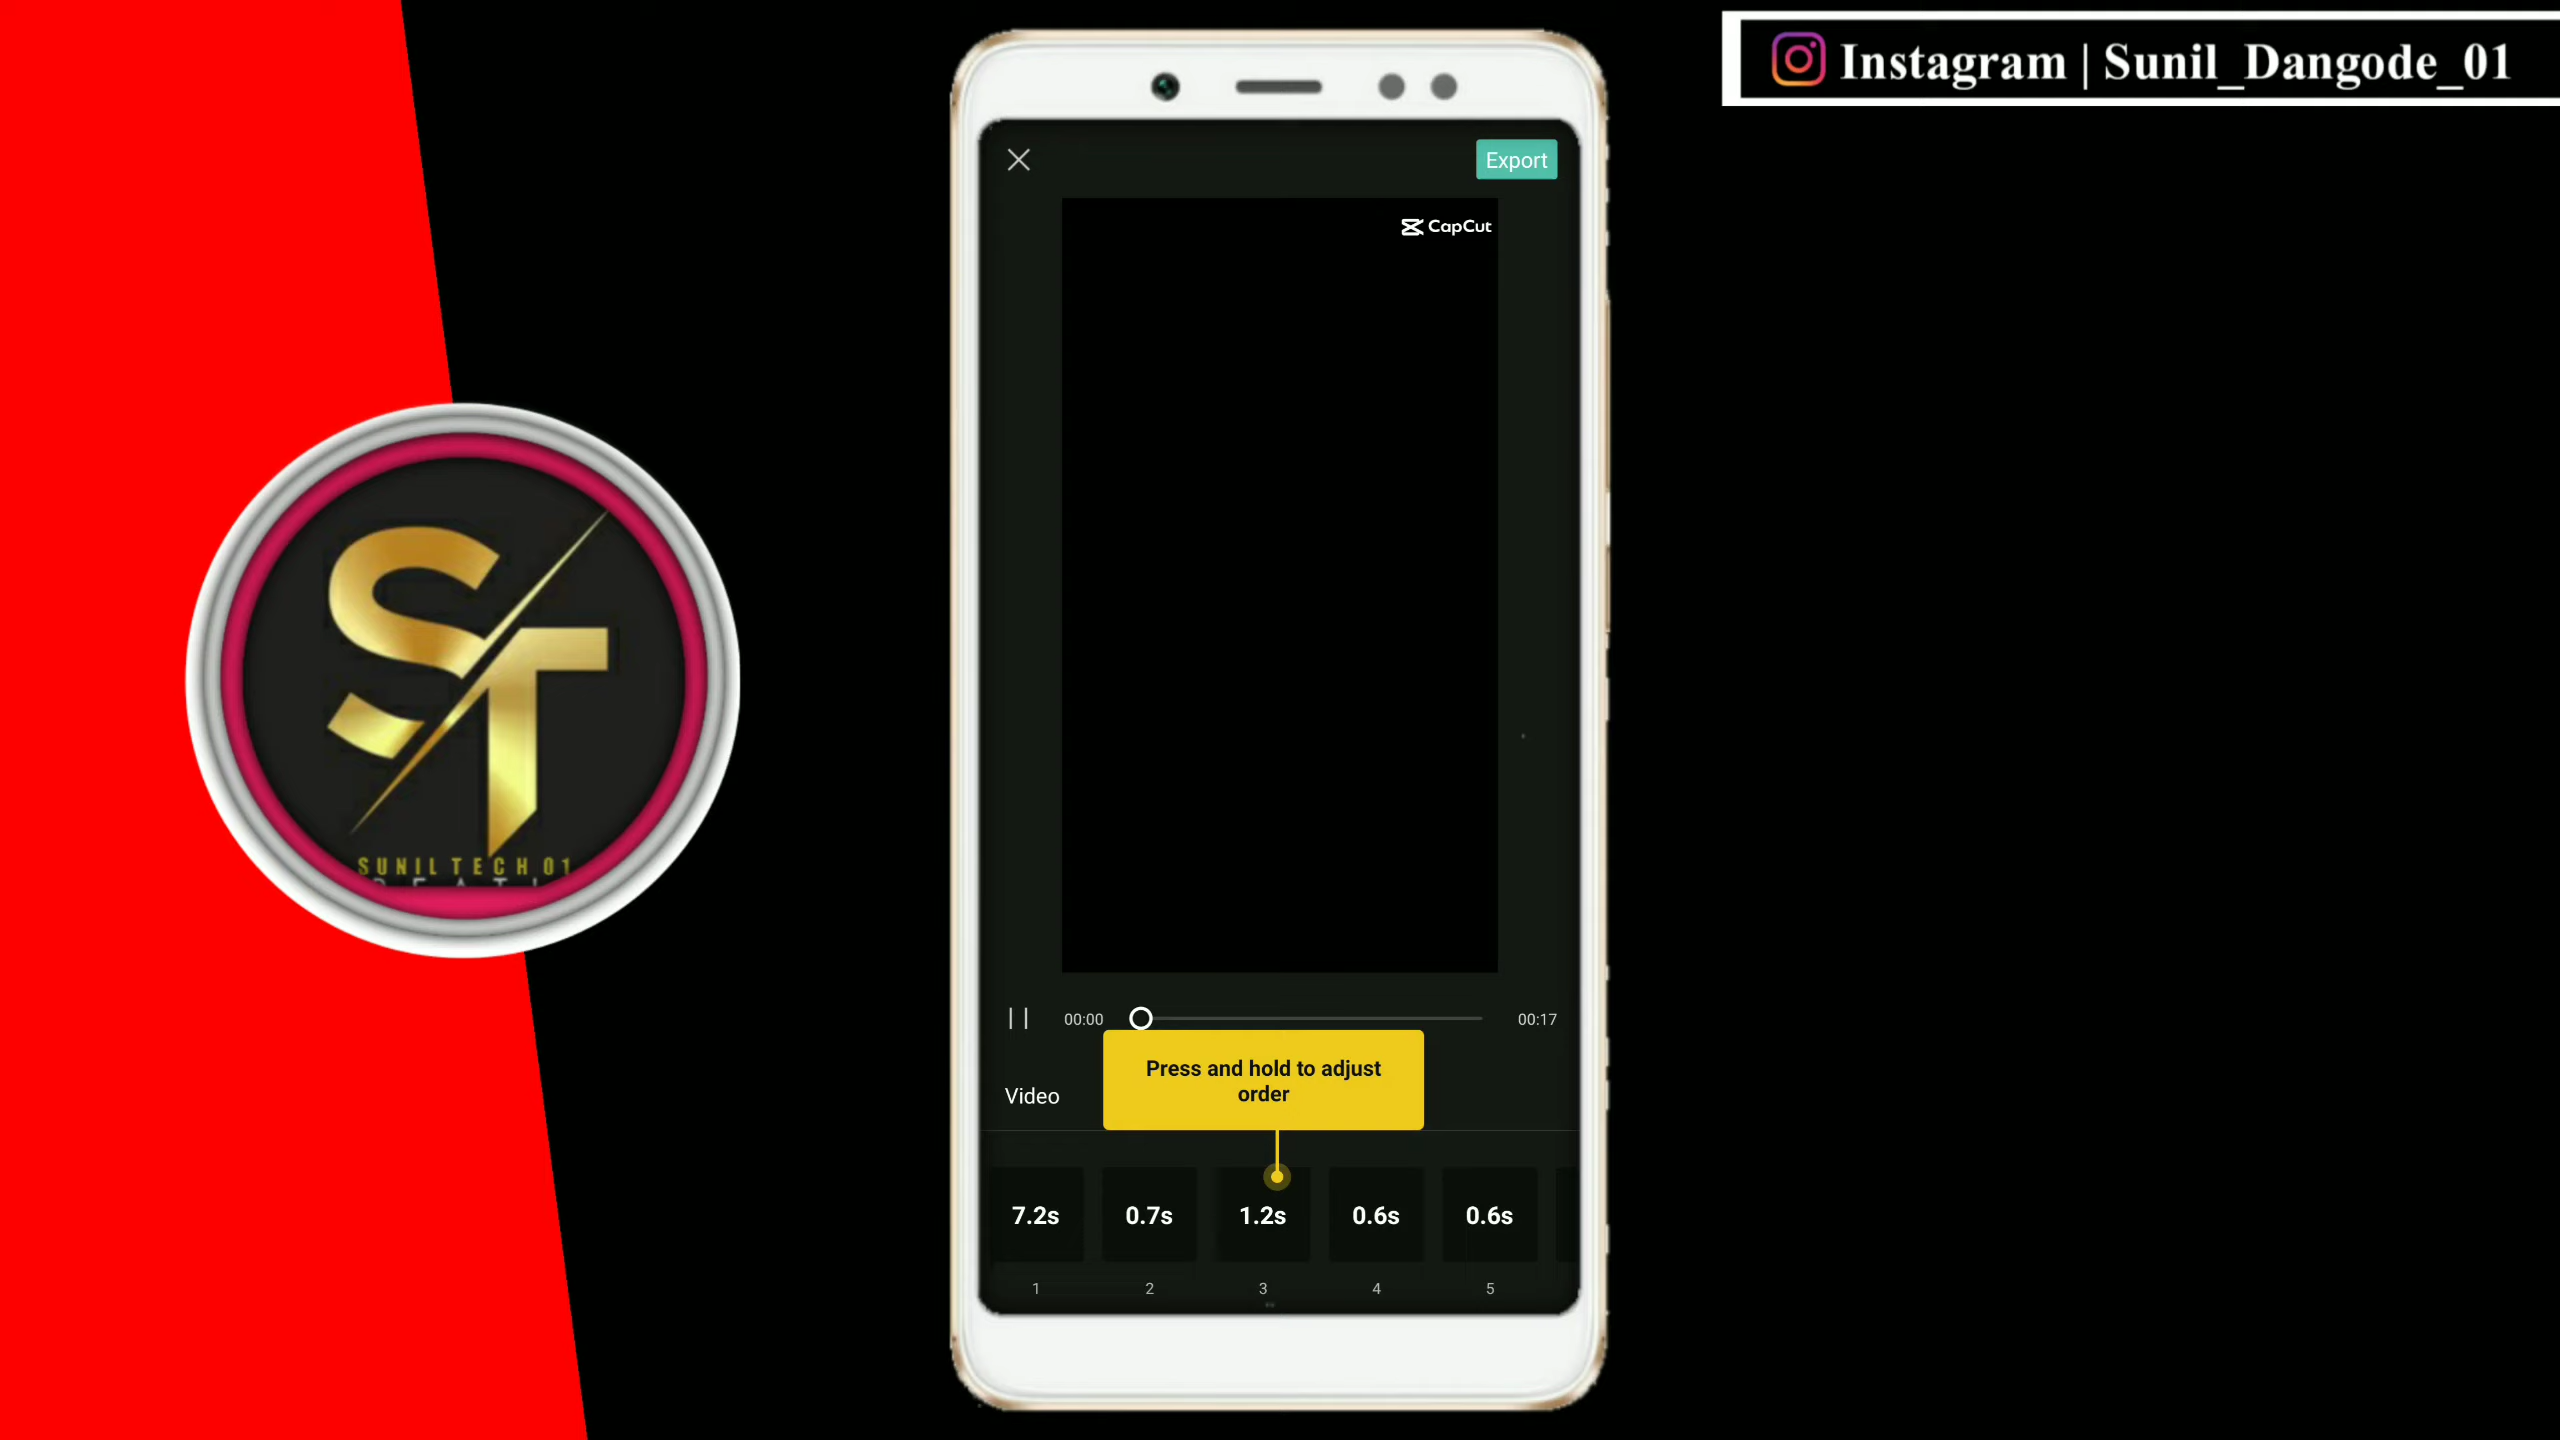 Instagram | Sunil_Dangode_01
Export
CapCut
SUNIL TECH 01
00:00
00:17
Press and hold to adjust
order
Video
7.2s
0.7s
1.2s
0.6s
0.6s
1
2
3
4
5